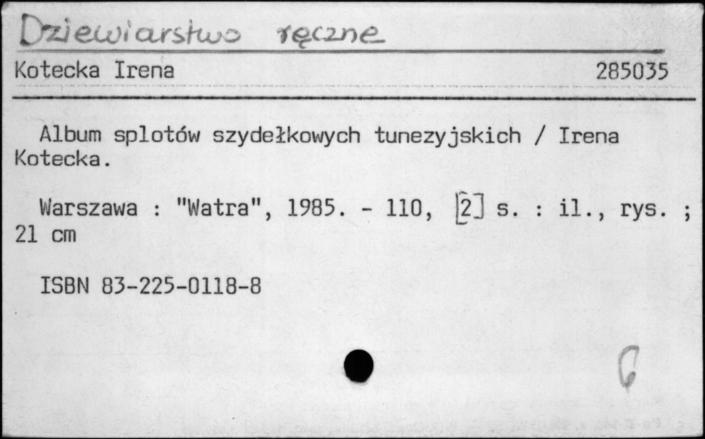 Dziewiarstwo ręczne
Kotecka Irena 285035
Album splotów szydełkowych tunezyjskich / Irena
Kotecka.
Warszawa : "Watra", 1985. - 110, [2] s. : il., rys. ;
21 cm
ISBN 83-225-0118-8